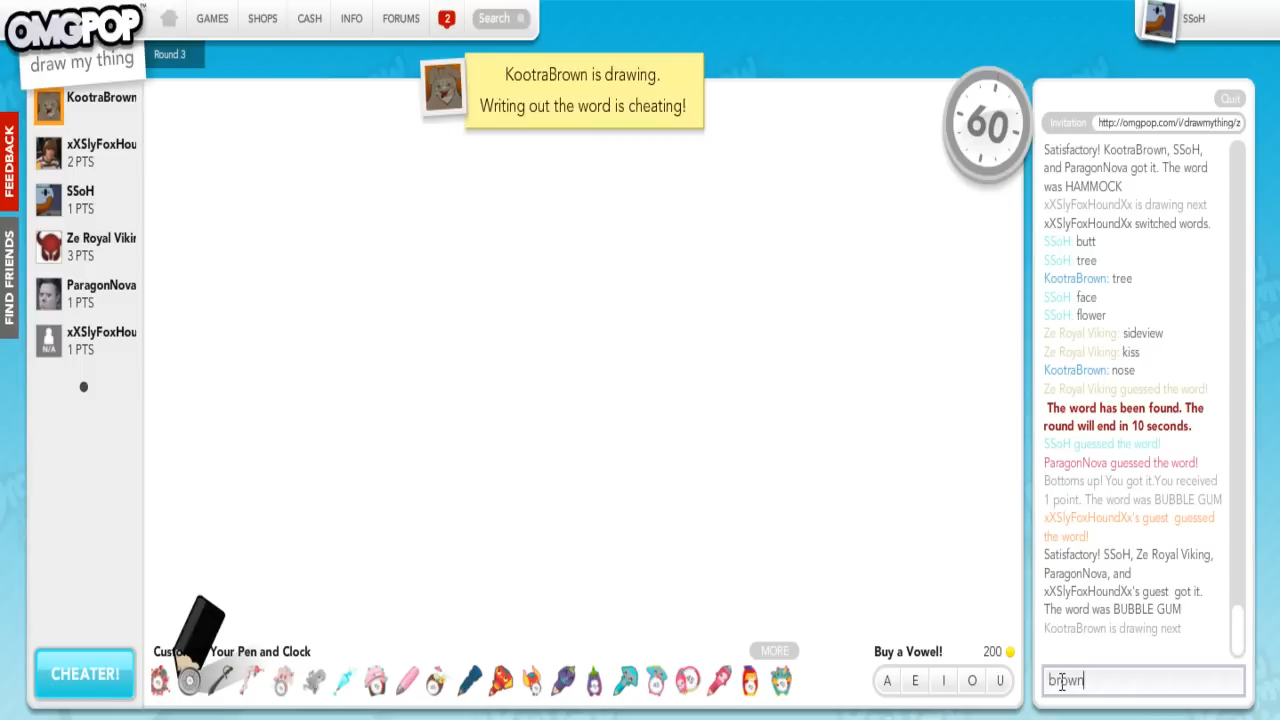 OMGPOP
GAMES
SHOPS
CASH
INFO
FORUMS
2
Search
SSoH
draw my thing
Round 3
KootraBrown is drawing.
Writing out the word is cheating!
60
FEEDBACK
FIND FRIENDS
KootraBrown
xXSlyFoxHou
2 PTS
SSoH
1 PTS
Ze Royal Vikin
3 PTS
ParagonNova
1 PTS
xXSlyFoxHou
N/A
1 PTS
Quit
Invitation
http://omgpop.com/i/drawmything/z
Satisfactory! KootraBrown, SSoH,
and ParagonNova got it. The word
was HAMMOCK
xXSlyFoxHoundXx is drawing next
xXSlyFoxHoundXx switched words.
SSoH: butt
SSoH: tree
KootraBrown: tree
SSoH: face
SSoH: flower
Ze Royal Viking: sideview
Ze Royal Viking: kiss
KootraBrown: nose
Ze Royal Viking guessed the word!
The word has been found. The
round will end in 10 seconds.
SSoH guessed the word!
ParagonNova guessed the word!
Bottoms up! You got it.You received
1 point. The word was BUBBLE GUM
xXSlyFoxHoundXx's guest guessed
the word!
Satisfactory! SSoH, Ze Royal Viking,
ParagonNova, and
xXSlyFoxHoundXx's guest got it.
The word was BUBBLE GUM
KootraBrown is drawing next
brown
CHEATER!
Your Pen and Clock
MORE
Buy a Vowel!
200
A E I O U